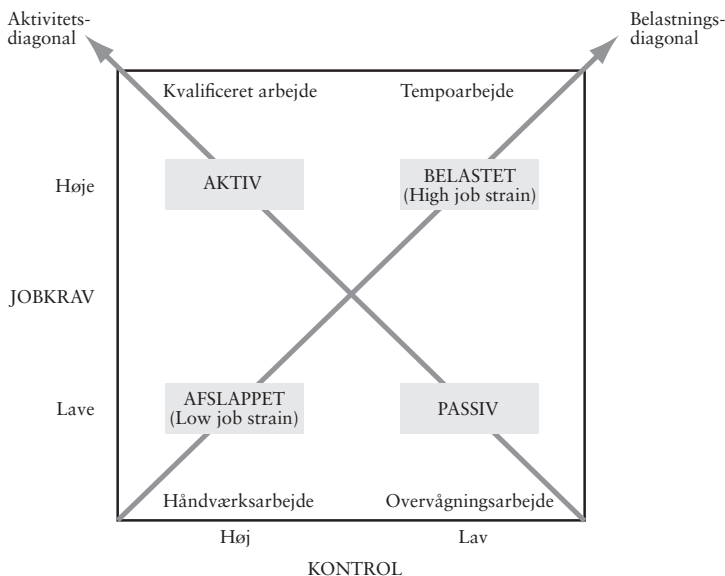 Aktivitets-
diagonal
Belastnings-
diagonal
Kvalificeret arbejde
Tempoarbejde
Høje
AKTIV
BELASTET
(High job strain)
JOBKRAV
Lave
AFSLAPPET
(Low job strain)
PASSIV
Håndværksarbejde
Overvågningsarbejde
Høj
Lav
KONTROL